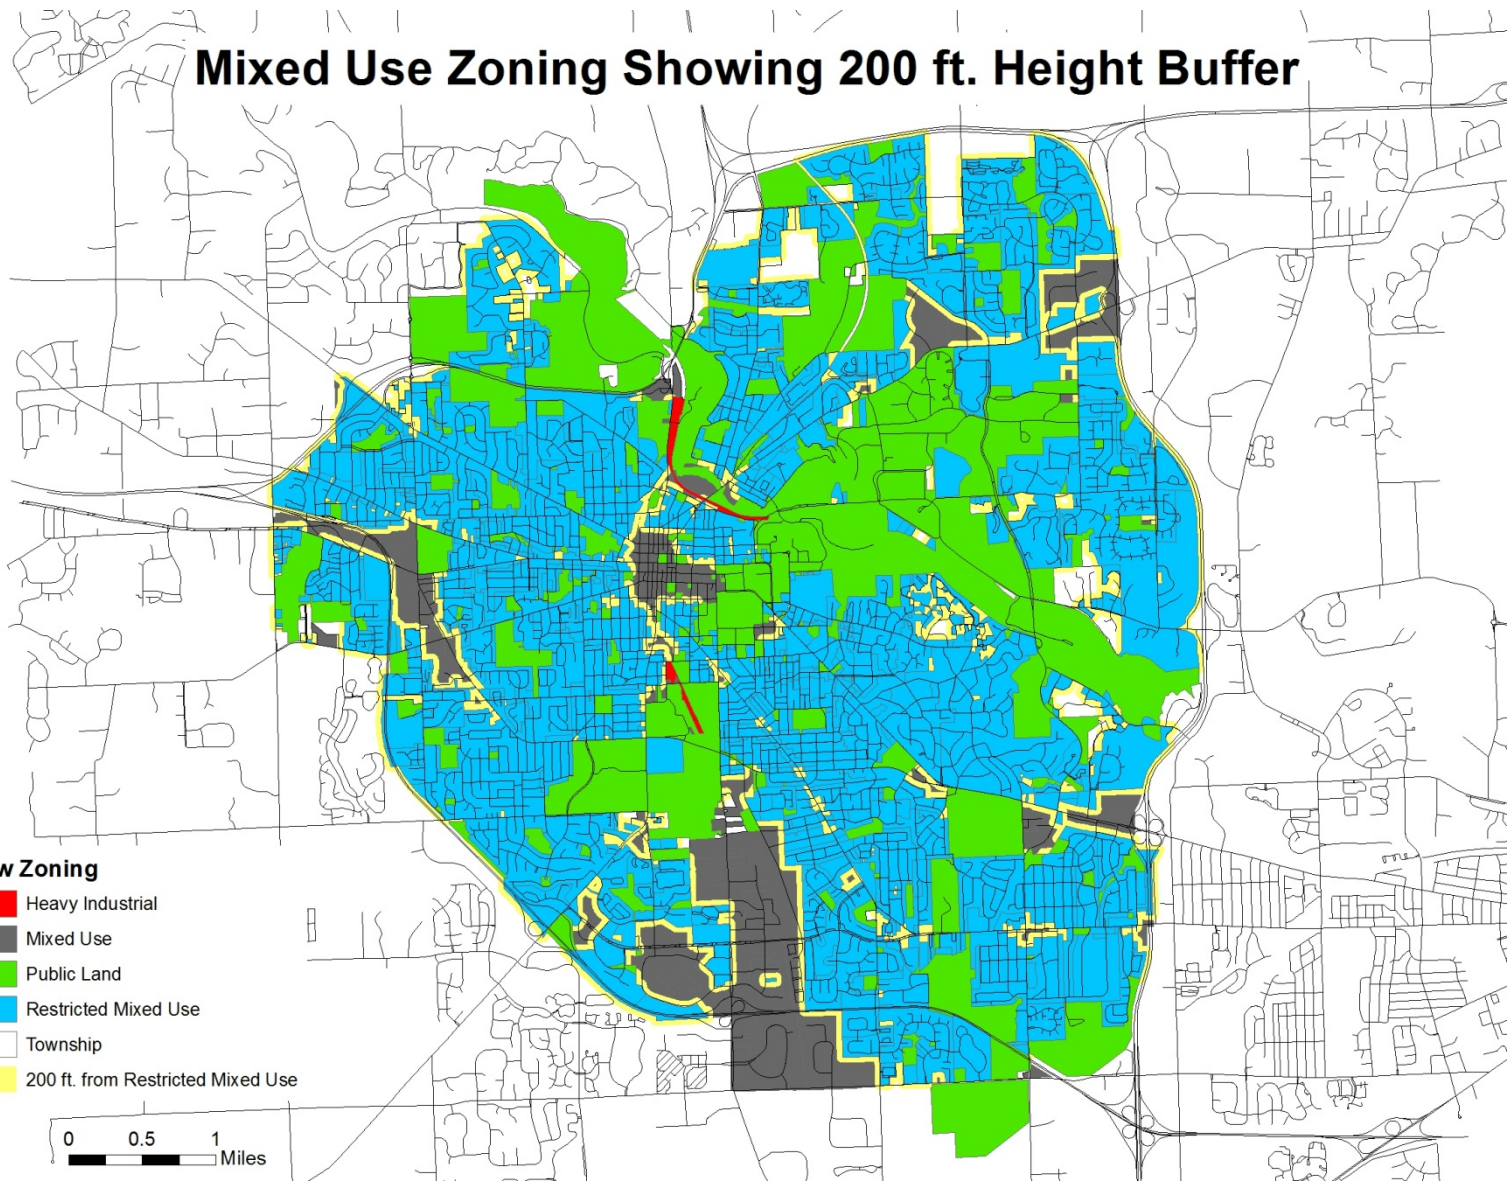 Mixed Use Zoning Showing 200 ft. Height Buffer
w Zoning
Heavy Industrial
Mixed Use
Public Land
Restricted Mixed Use
Township
200 ft. from Restricted Mixed Use
0 0.5 1
Miles